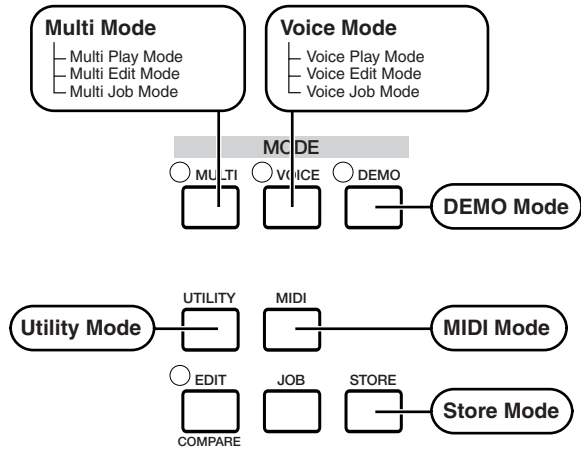 Multi Mode
Multi Play Mode
Multi Edit Mode
Multi Job Mode
Voice Mode
Voice Play Mode
Voice Edit Mode
Voice Job Mode
MODE
MULTI
VOICE
DEMO
DEMO Mode
UTILITY
MIDI
Utility Mode
MIDI Mode
EDIT
JOB
STORE
Store Mode
COMPARE